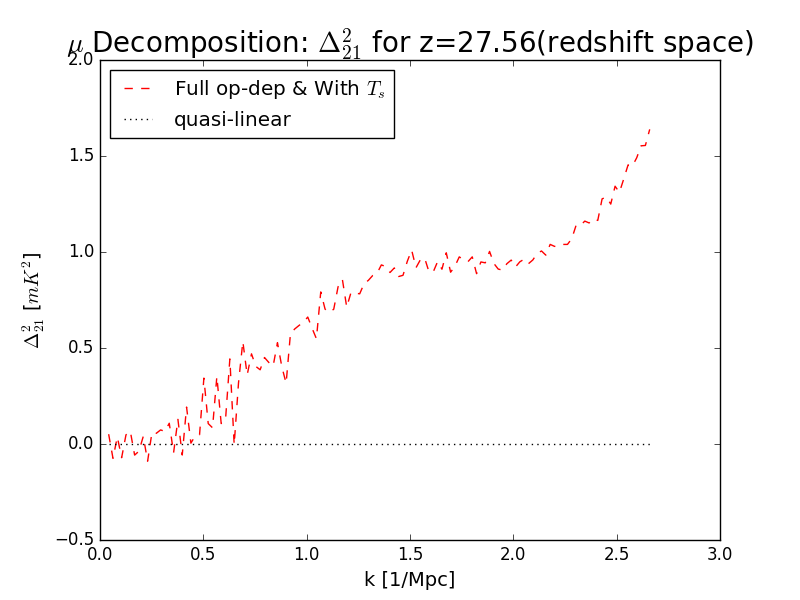 μ Decomposition: Δ²₂₁ for z=27.56(redshift space)
2.0
1.5
1.0
0.5
0.0
−0.5
Full op-dep & With Tₛ
quasi-linear
Δ²₂₁ [mK²]
0.0 0.5 1.0 1.5 2.0 2.5 3.0
k [1/Mpc]